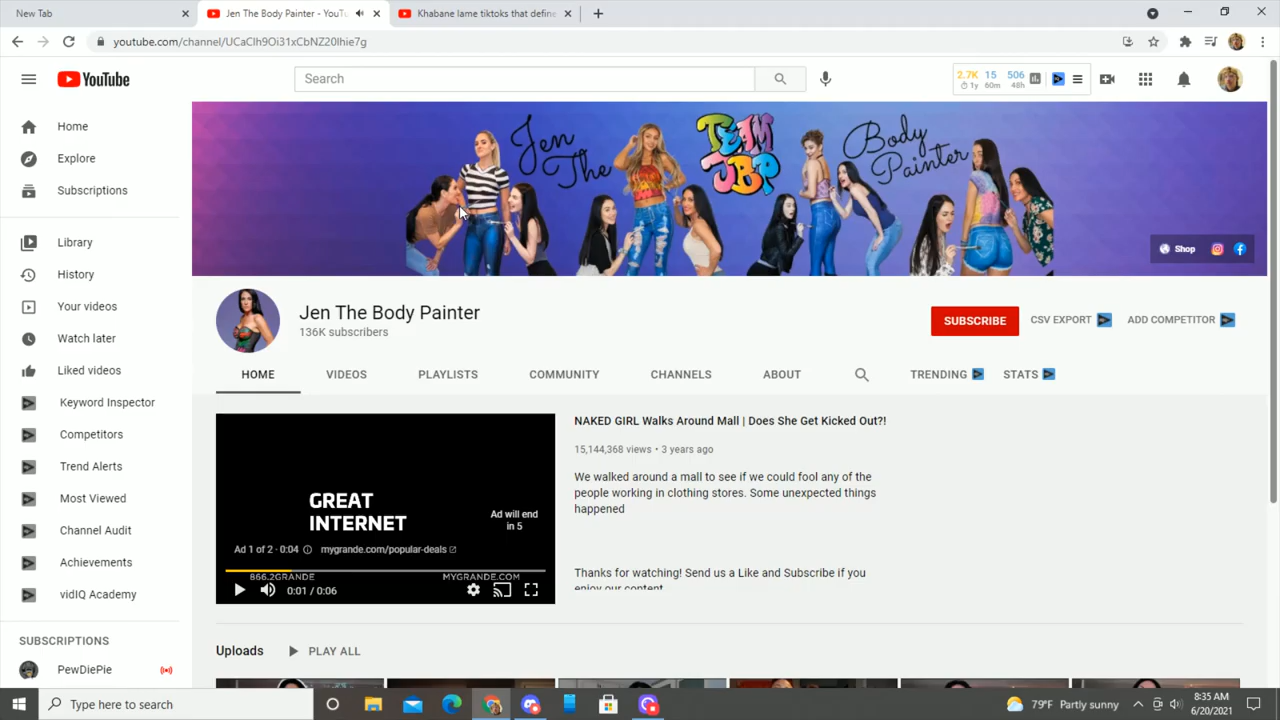 New Tab
Jen The Body Painter - YouTu
Khabane lame tiktoks that define
youtube.com/channel/UCaClh9Oi31xCbNZ20Ihie7g
YouTube
Search
2.7K 15 506
1y 60m 48h
Home
Explore
Subscriptions
Library
History
Your videos
Watch later
Liked videos
Keyword Inspector
Competitors
Trend Alerts
Most Viewed
Channel Audit
Achievements
vidIQ Academy
SUBSCRIPTIONS
PewDiePie
Jen The
TEAM JBP
Body Painter
Shop
Jen The Body Painter
136K subscribers
SUBSCRIBE
CSV EXPORT
ADD COMPETITOR
HOME
VIDEOS
PLAYLISTS
COMMUNITY
CHANNELS
ABOUT
TRENDING
STATS
GREAT
INTERNET
Ad will end
in 5
Ad 1 of 2 · 0:04
mygrande.com/popular-deals
866.2GRANDE
MYGRANDE.COM
0:01 / 0:06
NAKED GIRL Walks Around Mall | Does She Get Kicked Out?!
15,144,368 views • 3 years ago
We walked around a mall to see if we could fool any of the
people working in clothing stores. Some unexpected things
happened
Thanks for watching! Send us a Like and Subscribe if you
enjoy our content
Uploads
PLAY ALL
Type here to search
79°F Partly sunny
8:35 AM
6/20/2021